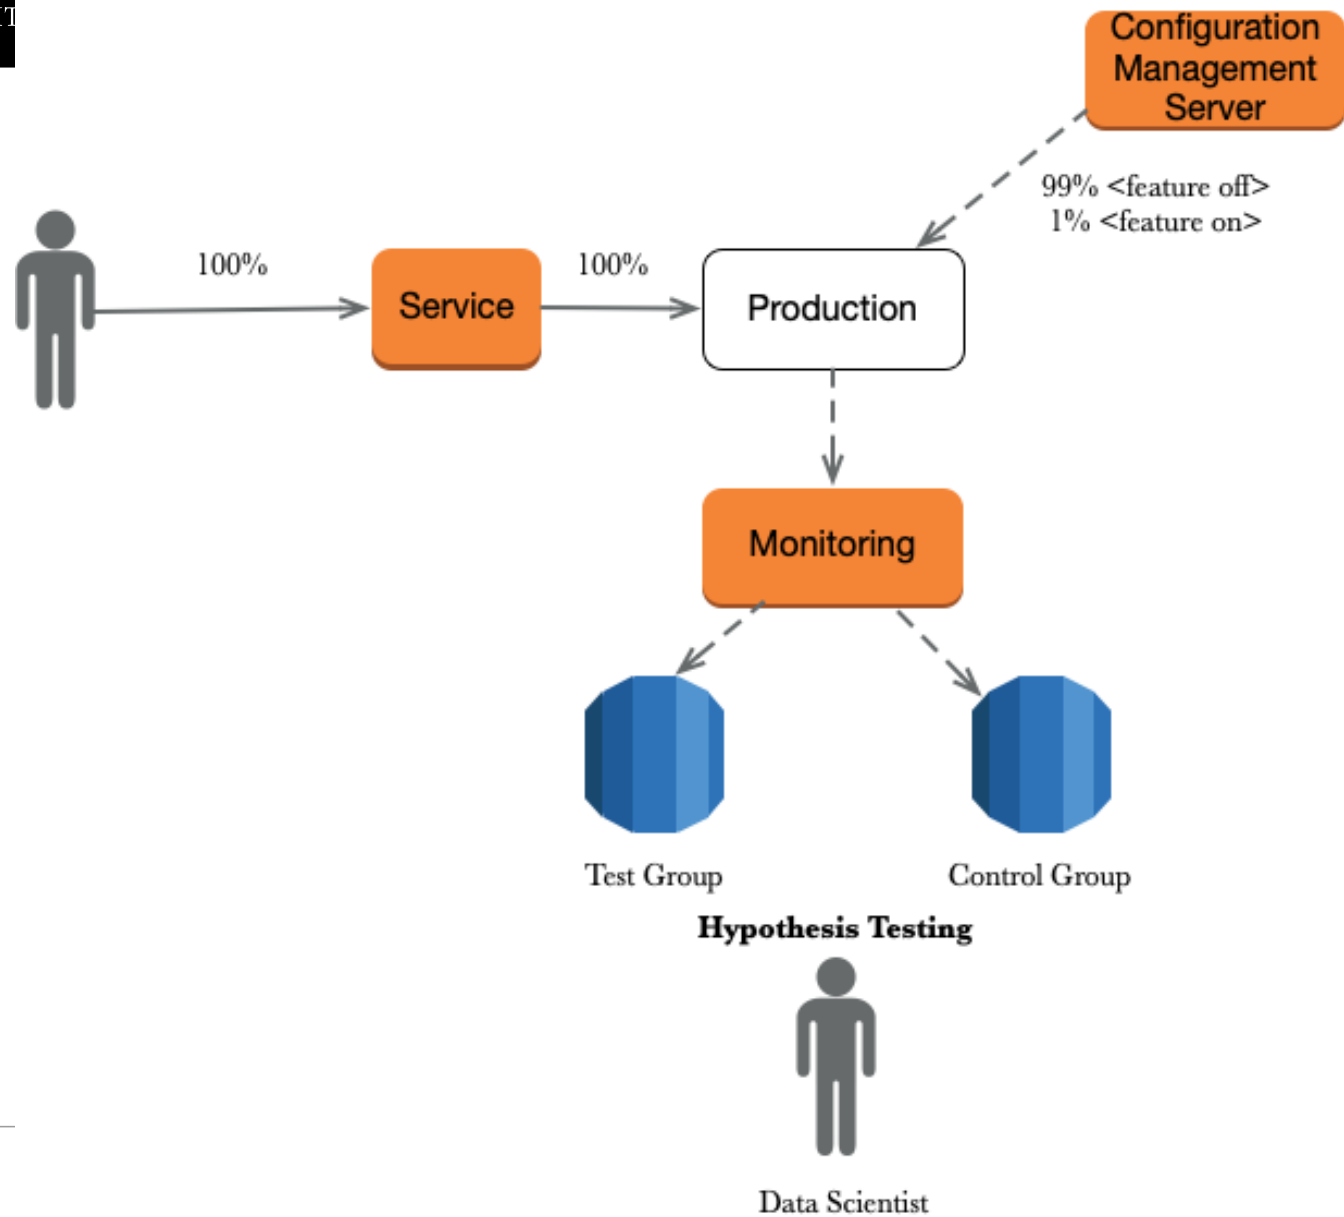 Configuration
Management
Server
99% <feature off>
1% <feature on>
100%
100%
Service
Production
Monitoring
Test Group
Control Group
Hypothesis Testing
Data Scientist